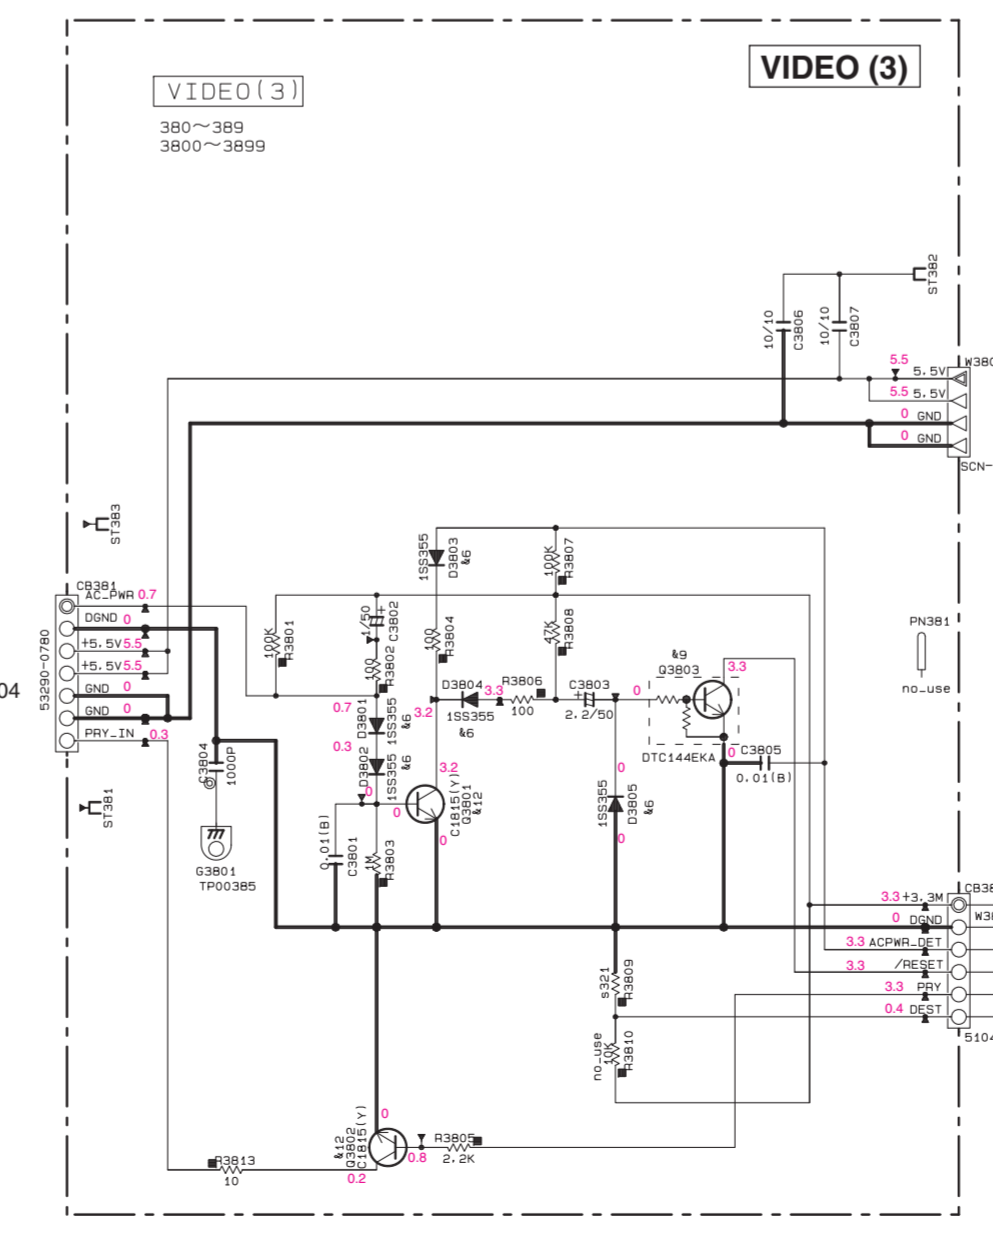 VIDEO (3)
VIDEO(3)
380～389
3800～3899
ST382
10/10
C3806
10/10
C3807
W380
5.5
5.5V
5.5 5.5V
0 GND
0 GND
SCN-
ST383
CB381
AC_PWR 0.7
DGND 0
+5.5V 5.5
+5.5V 5.5
GND 0
GND 0
PRY_IN 0.3
53290-0780
04
ST381
C3804
1000P
G3801
TP00385
100K
R3801
1/50
C3802
100
R3802
0.7
D3801
1SS355
&6
0.3
D3802
1SS355
&6
0
0.01(B)
C3801
1M
R3803
1SS355
D3803
&6
100
R3804
3.2
D3804
1SS355
&6
3.3
R3806
100
3.2
C1815(Y)
Q3801
&12
0
0
100K
R3807
47K
R3808
C3803
2.2/50
0
&9
Q3803
3.3
DTC144EKA
0
C3805
0.01(B)
0
1SS355
D3805
&6
0
PN381
no_use
CB38
3.3 +3.3M
W38
0 DGND
3.3 ACPWR_DET
3.3 /RESET
3.3 PRY
0.4 DEST
5104
s321
R3809
no_use
10K
R3810
0
&12
Q3802
C1815(Y)
0.2
0.8
R3805
2.2K
R3813
10